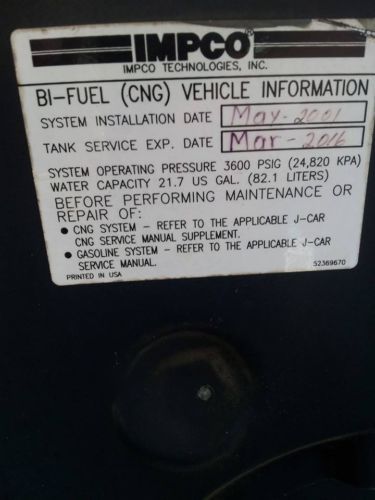 IMPCO®
IMPCO TECHNOLOGIES, INC.
BI-FUEL (CNG) VEHICLE INFORMATION
SYSTEM INSTALLATION DATE May-2001
TANK SERVICE EXP. DATE Mar-2016
SYSTEM OPERATING PRESSURE 3600 PSIG (24,820 KPA)
WATER CAPACITY 21.7 US GAL. (82.1 LITERS)
BEFORE PERFORMING MAINTENANCE OR
REPAIR OF:
● CNG SYSTEM - REFER TO THE APPLICABLE J-CAR
CNG SERVICE MANUAL SUPPLEMENT.
● GASOLINE SYSTEM - REFER TO THE APPLICABLE J-CAR
SERVICE MANUAL.
PRINTED IN USA
52369670